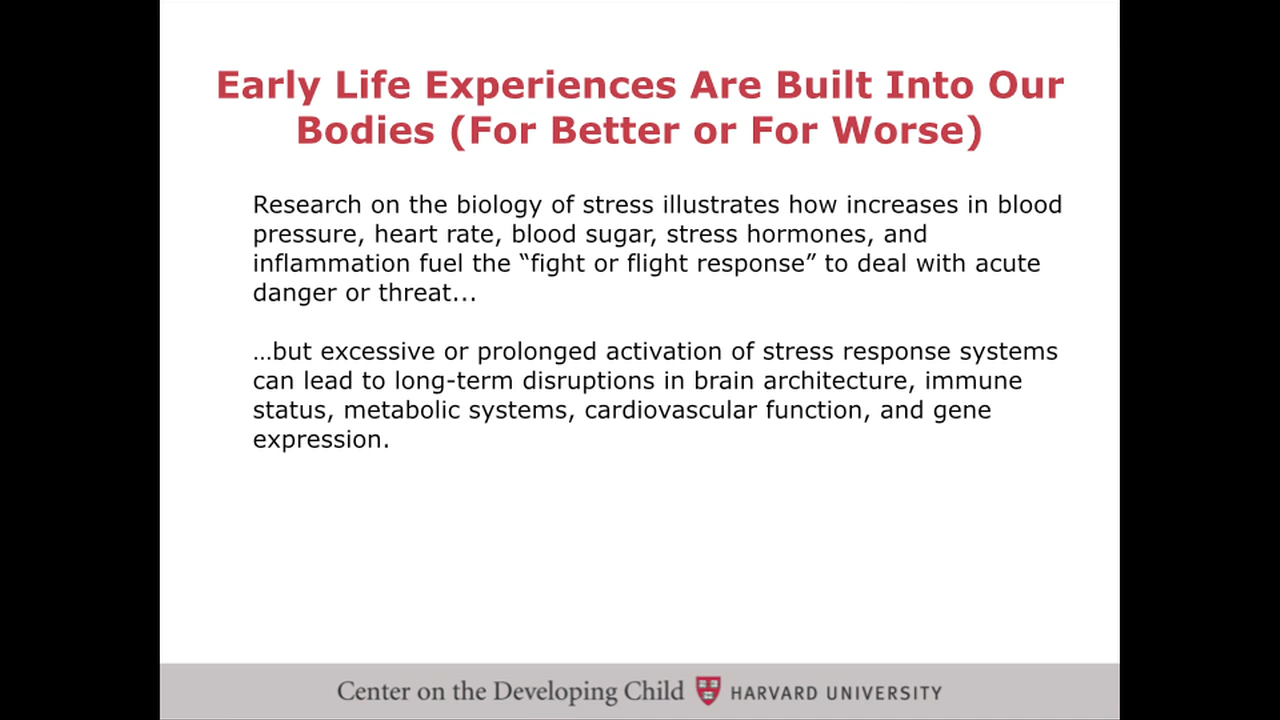 Early Life Experiences Are Built Into Our
Bodies (For Better or For Worse)
Research on the biology of stress illustrates how increases in blood
pressure, heart rate, blood sugar, stress hormones, and
inflammation fuel the “fight or flight response” to deal with acute
danger or threat...
...but excessive or prolonged activation of stress response systems
can lead to long-term disruptions in brain architecture, immune
status, metabolic systems, cardiovascular function, and gene
expression.
Center on the Developing Child HARVARD UNIVERSITY